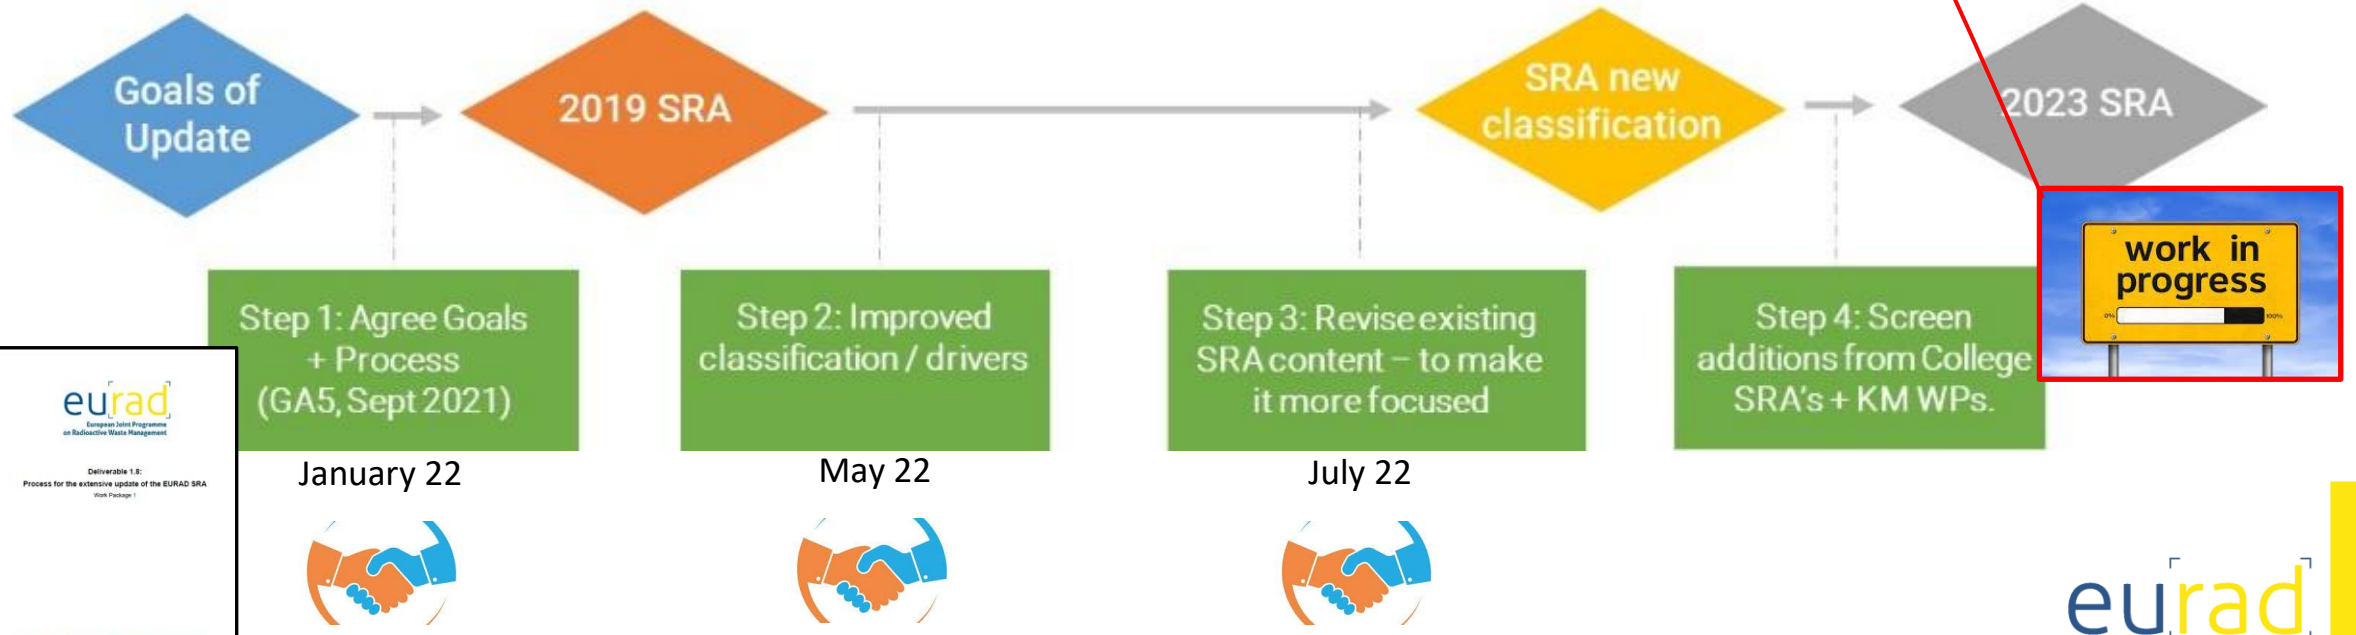 Goals of
Update
2019 SRA
SRA new
classification
2023 SRA
work in
progress
0%
100%
Step 1: Agree Goals
+ Process
(GA5, Sept 2021)
Step 2: Improved
classification / drivers
Step 3: Revise existing
SRA content – to make
it more focused
Step 4: Screen
additions from College
SRA's + KM WPs.
January 22
May 22
July 22
eurad
European Joint Programme
on Radioactive Waste Management
Deliverable 1.8:
Process for the extensive update of the EURAD SRA
Work Package 1
eurad